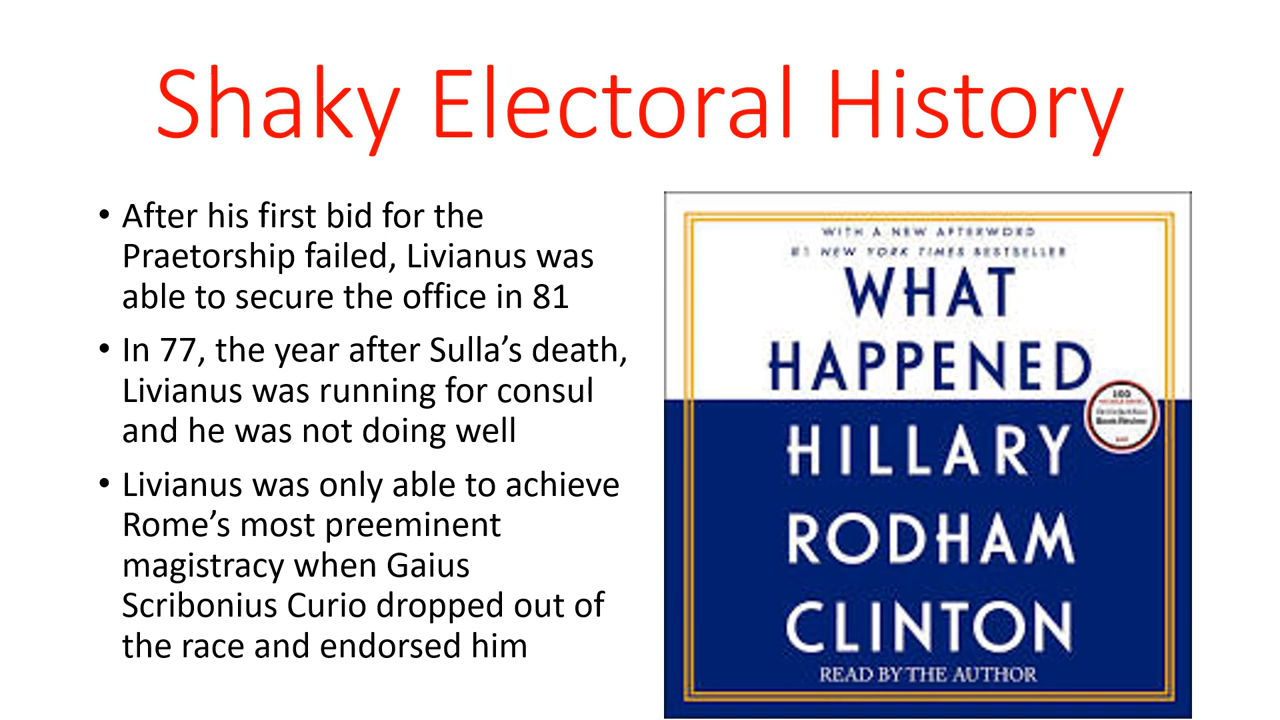 Shaky Electoral History
• After his first bid for the
Praetorship failed, Livianus was
able to secure the office in 81
• In 77, the year after Sulla’s death,
Livianus was running for consul
and he was not doing well
• Livianus was only able to achieve
Rome’s most preeminent
magistracy when Gaius
Scribonius Curio dropped out of
the race and endorsed him
WITH A NEW AFTERWORD
#1 NEW YORK TIMES BESTSELLER
WHAT
HAPPENED
HILLARY
RODHAM
CLINTON
READ BY THE AUTHOR
100
Book Review